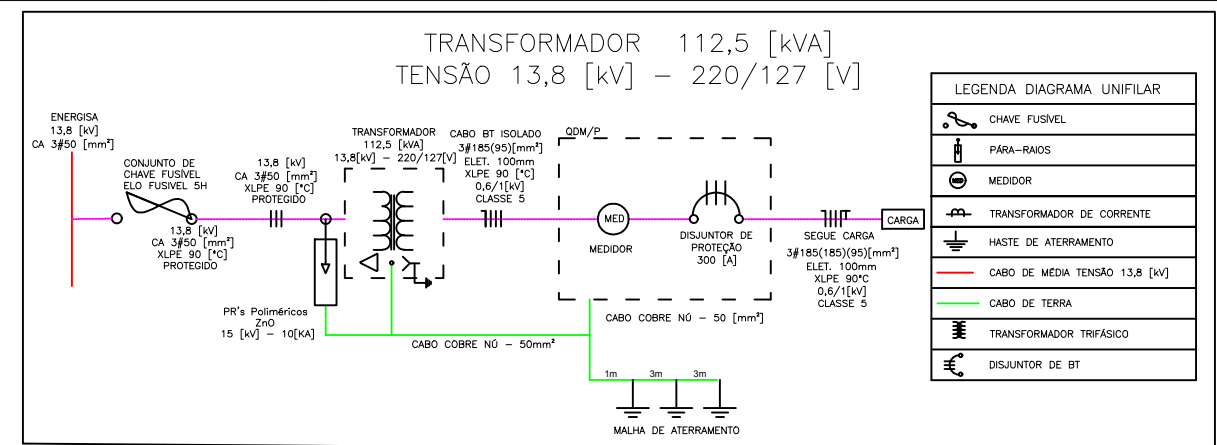 TRANSFORMADOR 112,5 [kVA]
TENSÃO 13,8 [kV] – 220/127 [V]
ENERGISA
13,8 [kV]
CA 3#50 [mm²]
CONJUNTO DE
CHAVE FUSÍVEL
ELO FUSIVEL 5H
13,8 [kV]
CA 3#50 [mm²]
XLPE 90 [°C]
PROTEGIDO
13,8 [kV]
CA 3#50 [mm²]
XLPE 90 [°C]
PROTEGIDO
TRANSFORMADOR
112,5 [kVA]
13,8[kV] – 220/127[V]
CABO BT ISOLADO
3#185(95)[mm²]
ELET. 100mm
XLPE 90 [°C]
0,6/1[kV]
CLASSE 5
QDM/P
MED
MEDIDOR
DISJUNTOR DE
PROTEÇÃO
300 [A]
SEGUE CARGA
3#185(185)(95)[mm²]
ELET. 100mm
XLPE 90°C
0,6/1[kV]
CLASSE 5
CARGA
PR's Poliméricos
ZnO
15 [kV] – 10[KA]
CABO COBRE NÚ – 50mm²
CABO COBRE NÚ – 50 [mm²]
1m
3m
3m
MALHA DE ATERRAMENTO
LEGENDA DIAGRAMA UNIFILAR
CHAVE FUSÍVEL
PÁRA–RAIOS
MED
MEDIDOR
TRANSFORMADOR DE CORRENTE
HASTE DE ATERRAMENTO
CABO DE MÉDIA TENSÃO 13,8 [kV]
CABO DE TERRA
TRANSFORMADOR TRIFÁSICO
DISJUNTOR DE BT